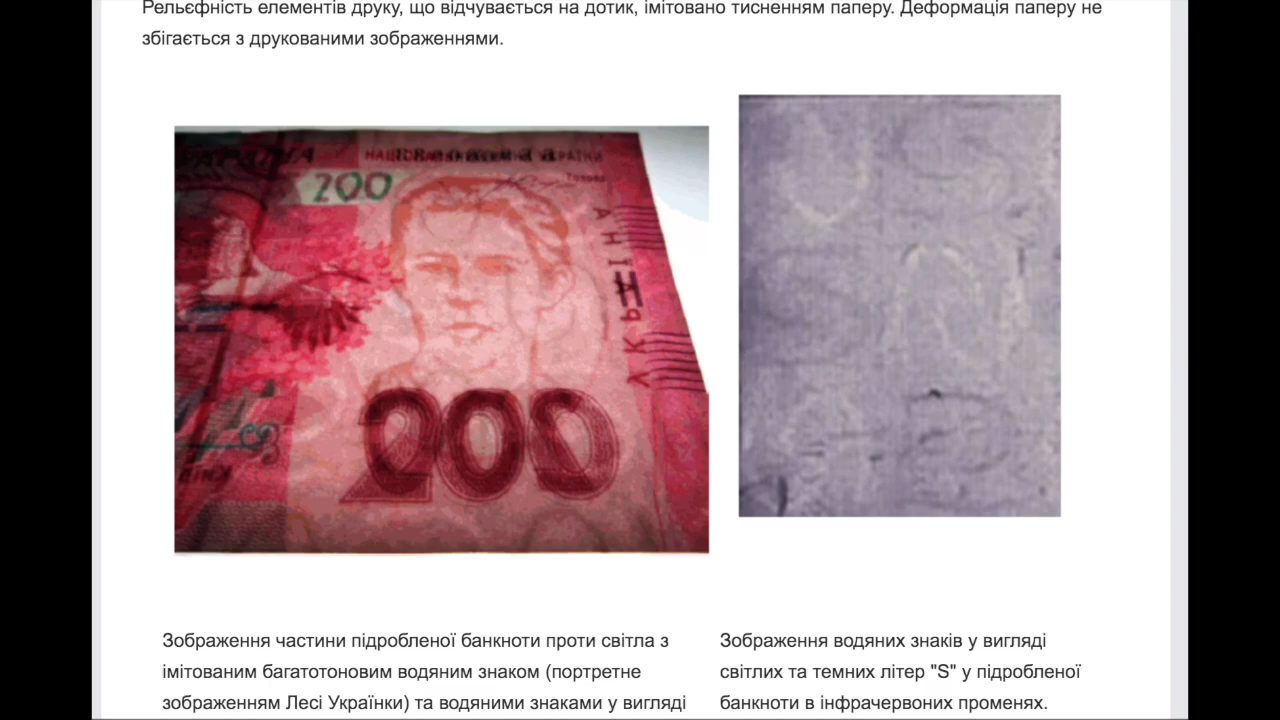 Рельєфність елементів друку, що відчувається на дотик, імітовано тисненням паперу. Деформація паперу не
збігається з друкованими зображеннями.
200
200
Зображення частини підробленої банкноти проти світла з
імітованим багатотоновим водяним знаком (портретне
зображенням Лесі Українки) та водяними знаками у вигляді
Зображення водяних знаків у вигляді
світлих та темних літер "S" у підробленої
банкноти в інфрачервоних променях.